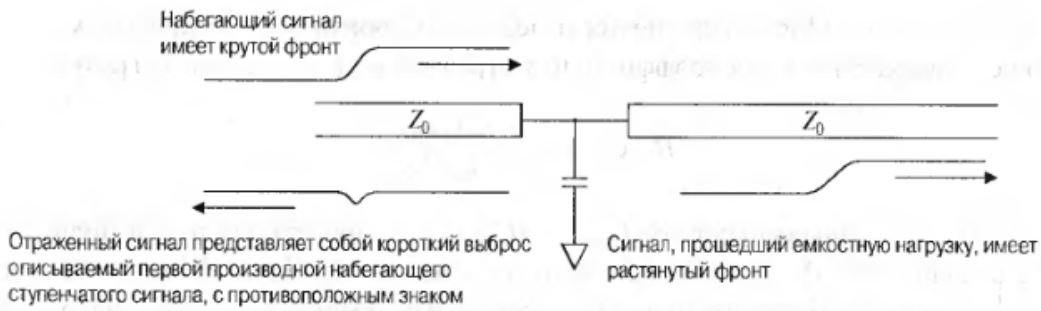 Набегающий сигнал
имеет крутой фронт
Z₀
Z₀
Отраженный сигнал представляет собой короткий выброс
описываемый первой производной набегающего
ступенчатого сигнала, с противоположным знаком
Сигнал, прошедший емкостную нагрузку, имеет
растянутый фронт